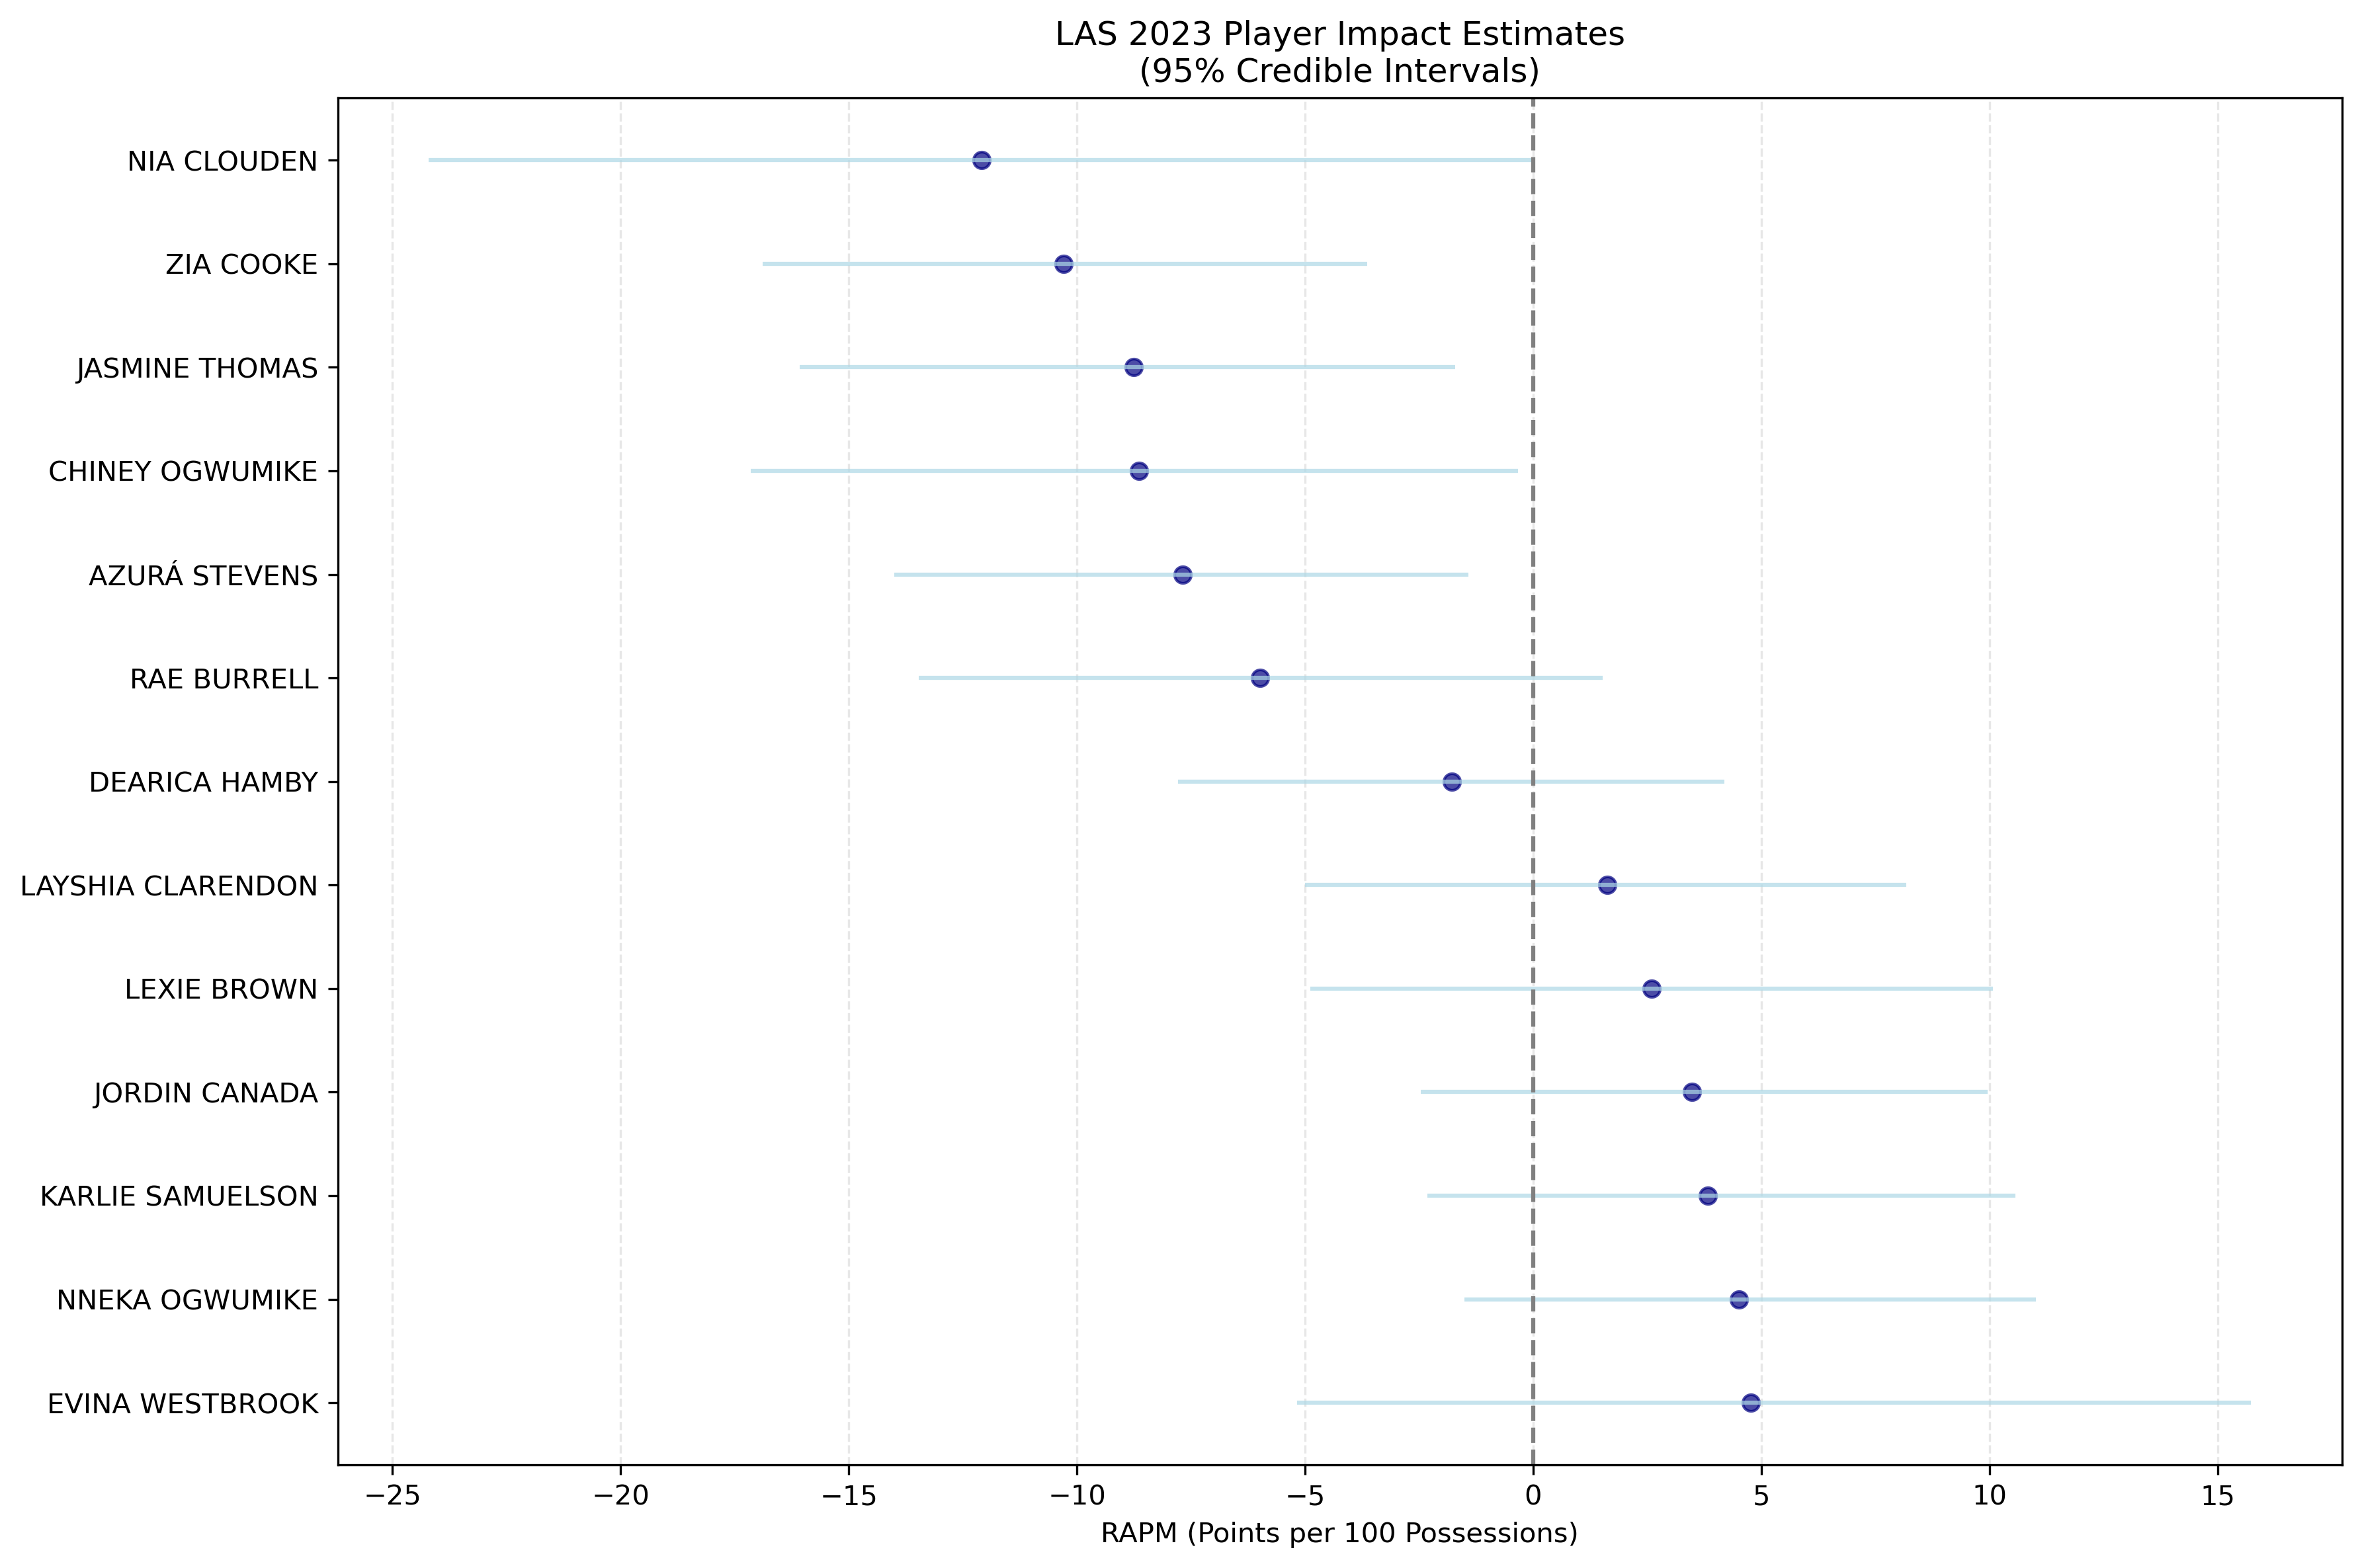 LAS 2023 Player Impact Estimates
(95% Credible Intervals)
NIA CLOUDEN
ZIA COOKE
JASMINE THOMAS
CHINEY OGWUMIKE
AZURÁ STEVENS
RAE BURRELL
DEARICA HAMBY
LAYSHIA CLARENDON
LEXIE BROWN
JORDIN CANADA
KARLIE SAMUELSON
NNEKA OGWUMIKE
EVINA WESTBROOK
−25 −20 −15 −10 −5 0 5 10 15
RAPM (Points per 100 Possessions)